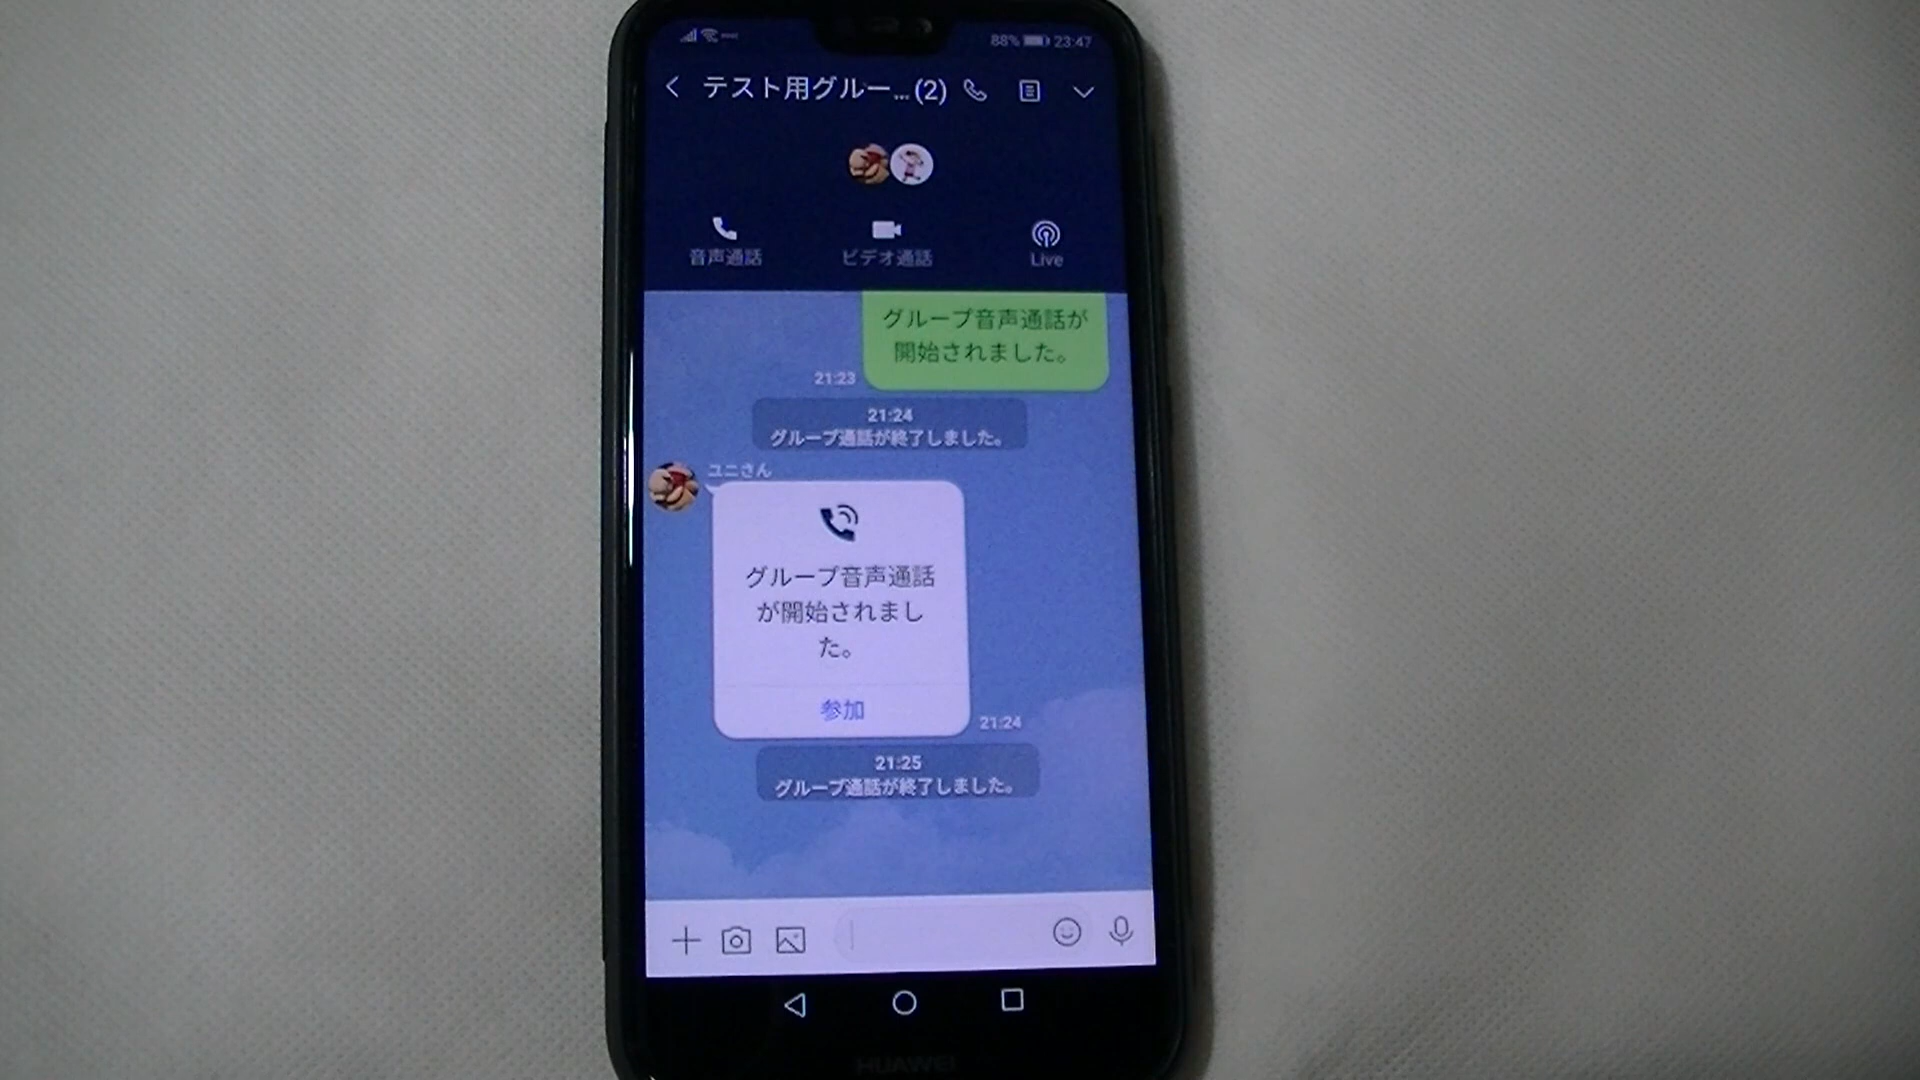 88% 23:47
テスト用グルー...(2)
音声通話 ビデオ通話 Live
グループ音声通話が
開始されました。
21:23
21:24
グループ通話が終了しました。
ユニさん
グループ音声通話
が開始されまし
た。
参加
21:24
21:25
グループ通話が終了しました。
HUAWEI